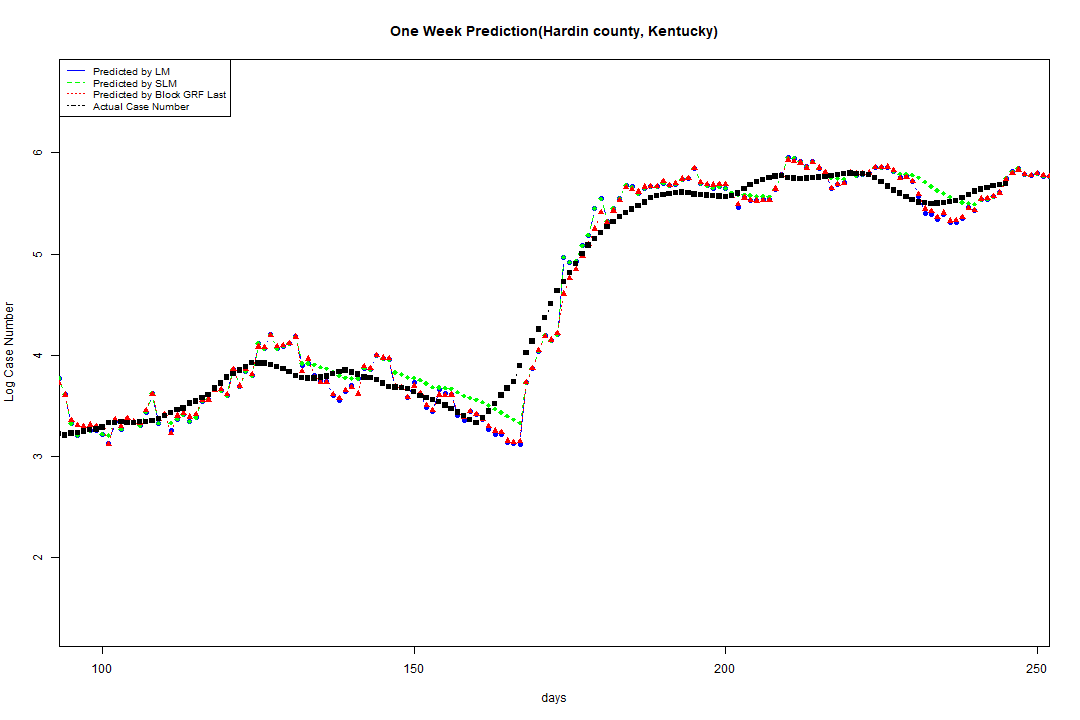 One Week Prediction(Hardin county, Kentucky)
Predicted by LM
Predicted by SLM
Predicted by Block GRF Last
Actual Case Number
6
5
4
3
2
Log Case Number
100 150 200 250
days